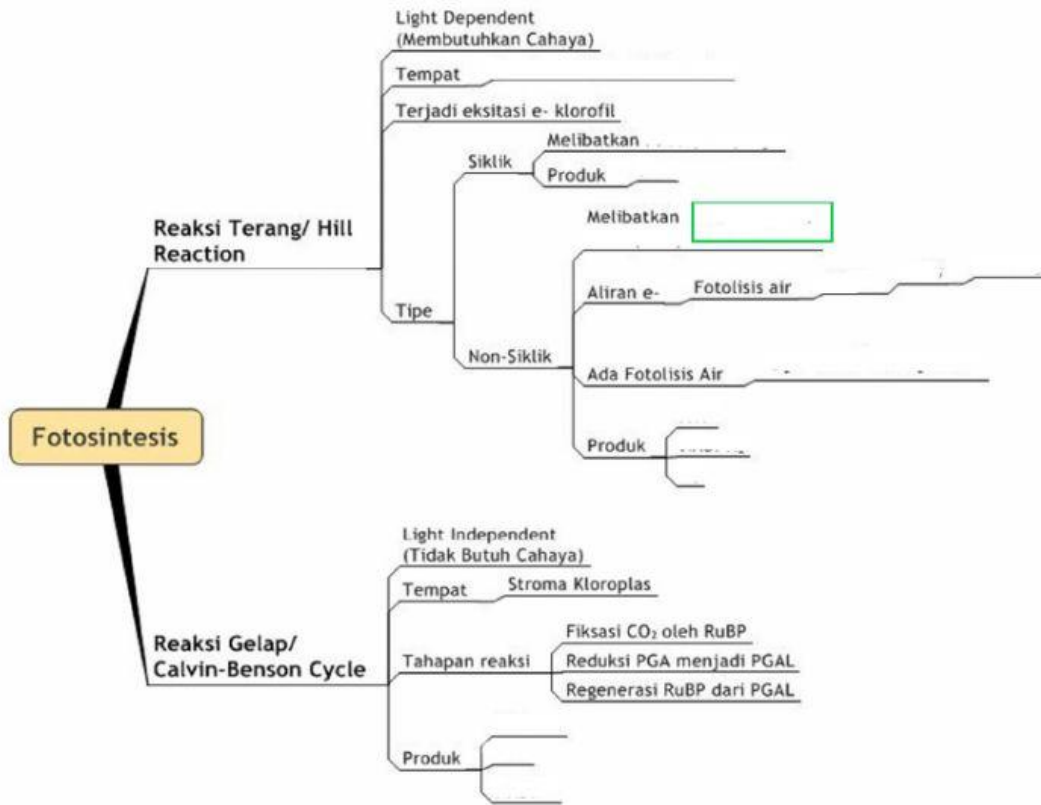 Light Dependent
(Membutuhkan Cahaya)
Tempat
Terjadi eksitasi e- klorofil
Melibatkan
Siklik
Produk
Melibatkan
Reaksi Terang/ Hill
Reaction
Aliran e-
Fotolisis air
Tipe
Non-Siklik
Ada Fotolisis Air
Fotosintesis
Produk
Light Independent
(Tidak Butuh Cahaya)
Tempat
Stroma Kloroplas
Fiksasi CO₂ oleh RuBP
Reaksi Gelap/
Calvin-Benson Cycle
Tahapan reaksi
Reduksi PGA menjadi PGAL
Regenerasi RuBP dari PGAL
Produk